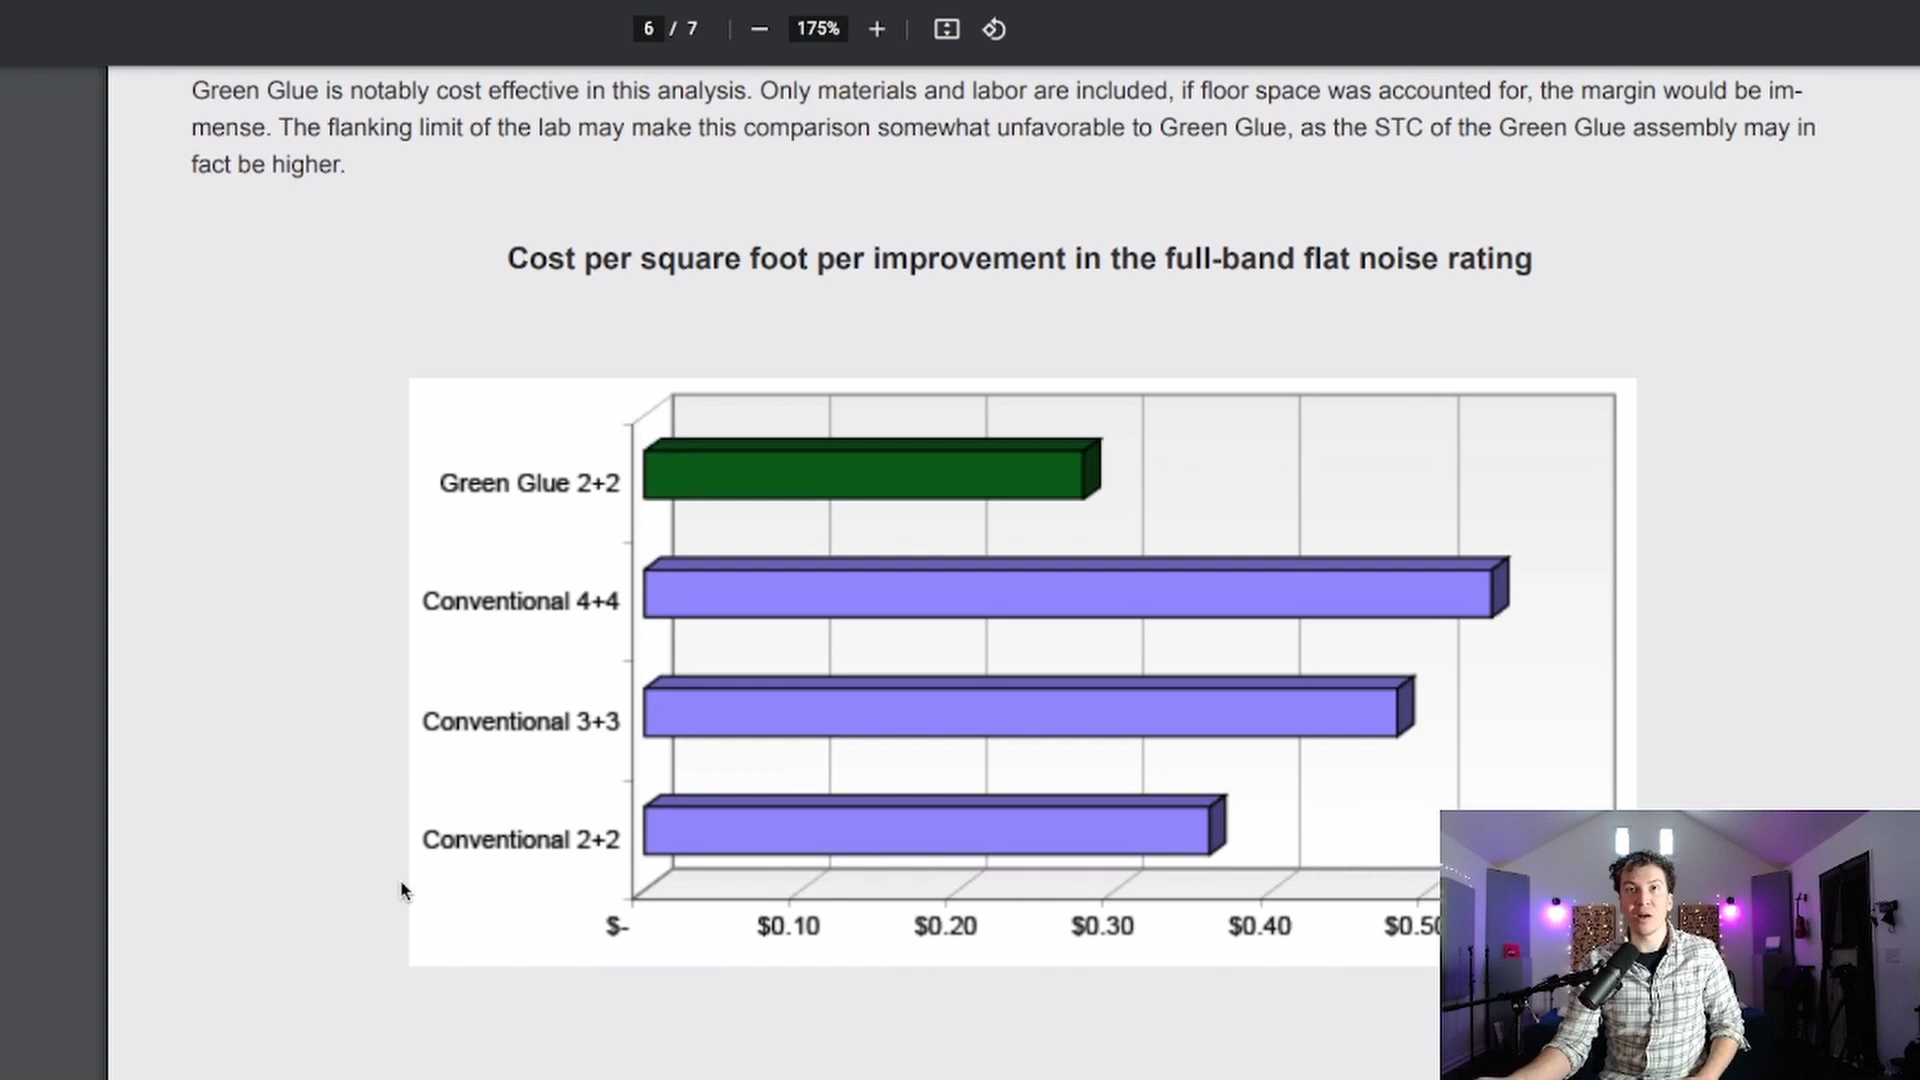 6 / 7
175%
Green Glue is notably cost effective in this analysis. Only materials and labor are included, if floor space was accounted for, the margin would be im-
mense. The flanking limit of the lab may make this comparison somewhat unfavorable to Green Glue, as the STC of the Green Glue assembly may in
fact be higher.
Cost per square foot per improvement in the full-band flat noise rating
Green Glue 2+2
Conventional 4+4
Conventional 3+3
Conventional 2+2
$- $0.10 $0.20 $0.30 $0.40 $0.50